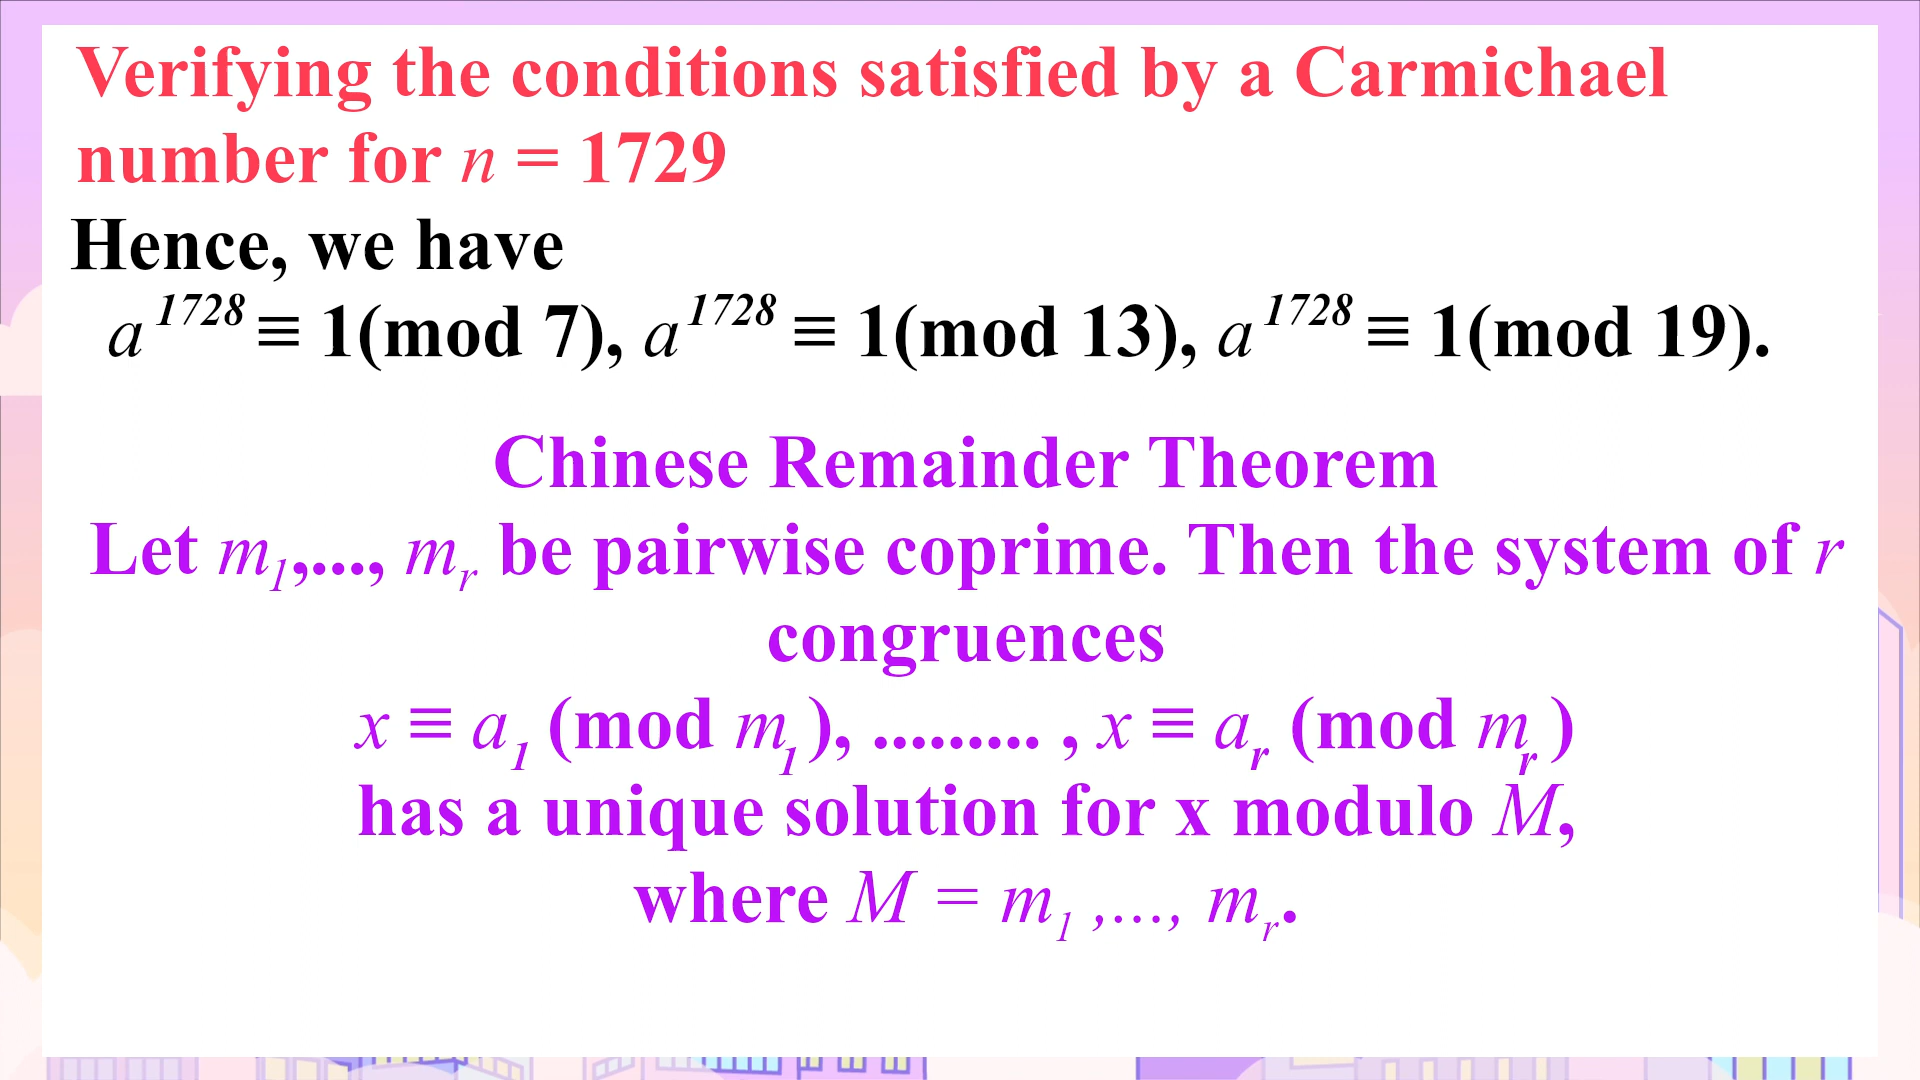 Verifying the conditions satisfied by a Carmichael
number for n = 1729
Hence, we have
a¹⁷²⁸ ≡ 1(mod 7), a¹⁷²⁸ ≡ 1(mod 13), a¹⁷²⁸ ≡ 1(mod 19).
Chinese Remainder Theorem
Let m₁,..., mᵣ be pairwise coprime. Then the system of r
congruences
x ≡ a₁ (mod m₁), ......... , x ≡ aᵣ (mod mᵣ)
has a unique solution for x modulo M,
where M = m₁ ,..., mᵣ.